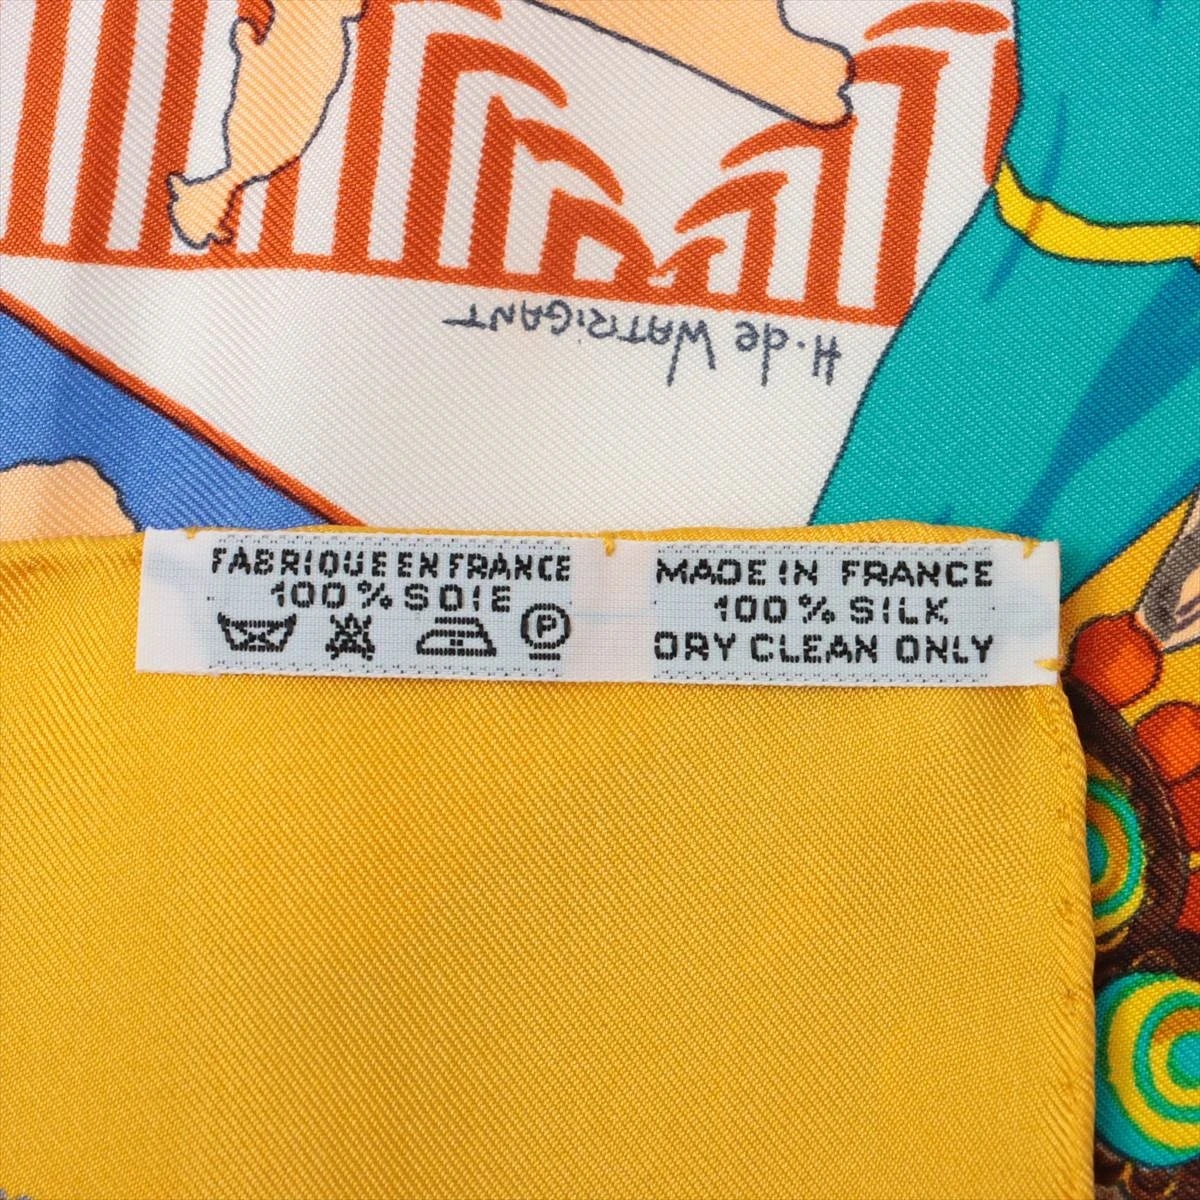 H. de WATRIGANT
FABRIQUE EN FRANCE
100% SOIE
P
MADE IN FRANCE
100% SILK
DRY CLEAN ONLY